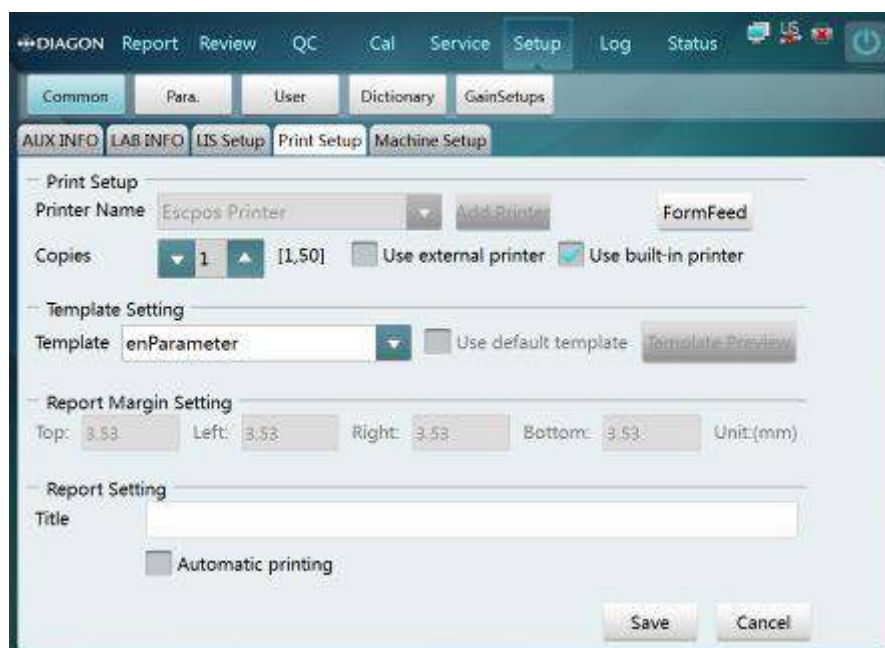 DIAGON Report Review QC Cal Service Setup Log Status
Common Para. User Dictionary GainSetups
AUX INFO LAB INFO LIS Setup Print Setup Machine Setup
Print Setup
Printer Name Escpos Printer Add Printer FormFeed
Copies 1 [1,50] Use external printer Use built-in printer
Template Setting
Template enParameter Use default template Template Preview
Report Margin Setting
Top: 3.53 Left: 3.53 Right: 3.53 Bottom: 3.53 Unit:(mm)
Report Setting
Title
Automatic printing
Save Cancel